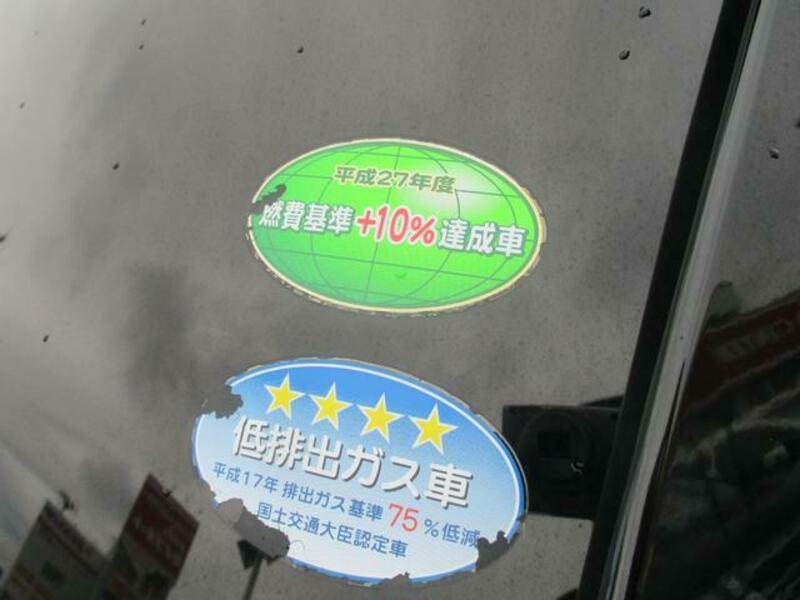 平成27年度
燃費基準+10%達成車
低排出ガス車
平成17年 排出ガス基準75%低減
国土交通大臣認定車